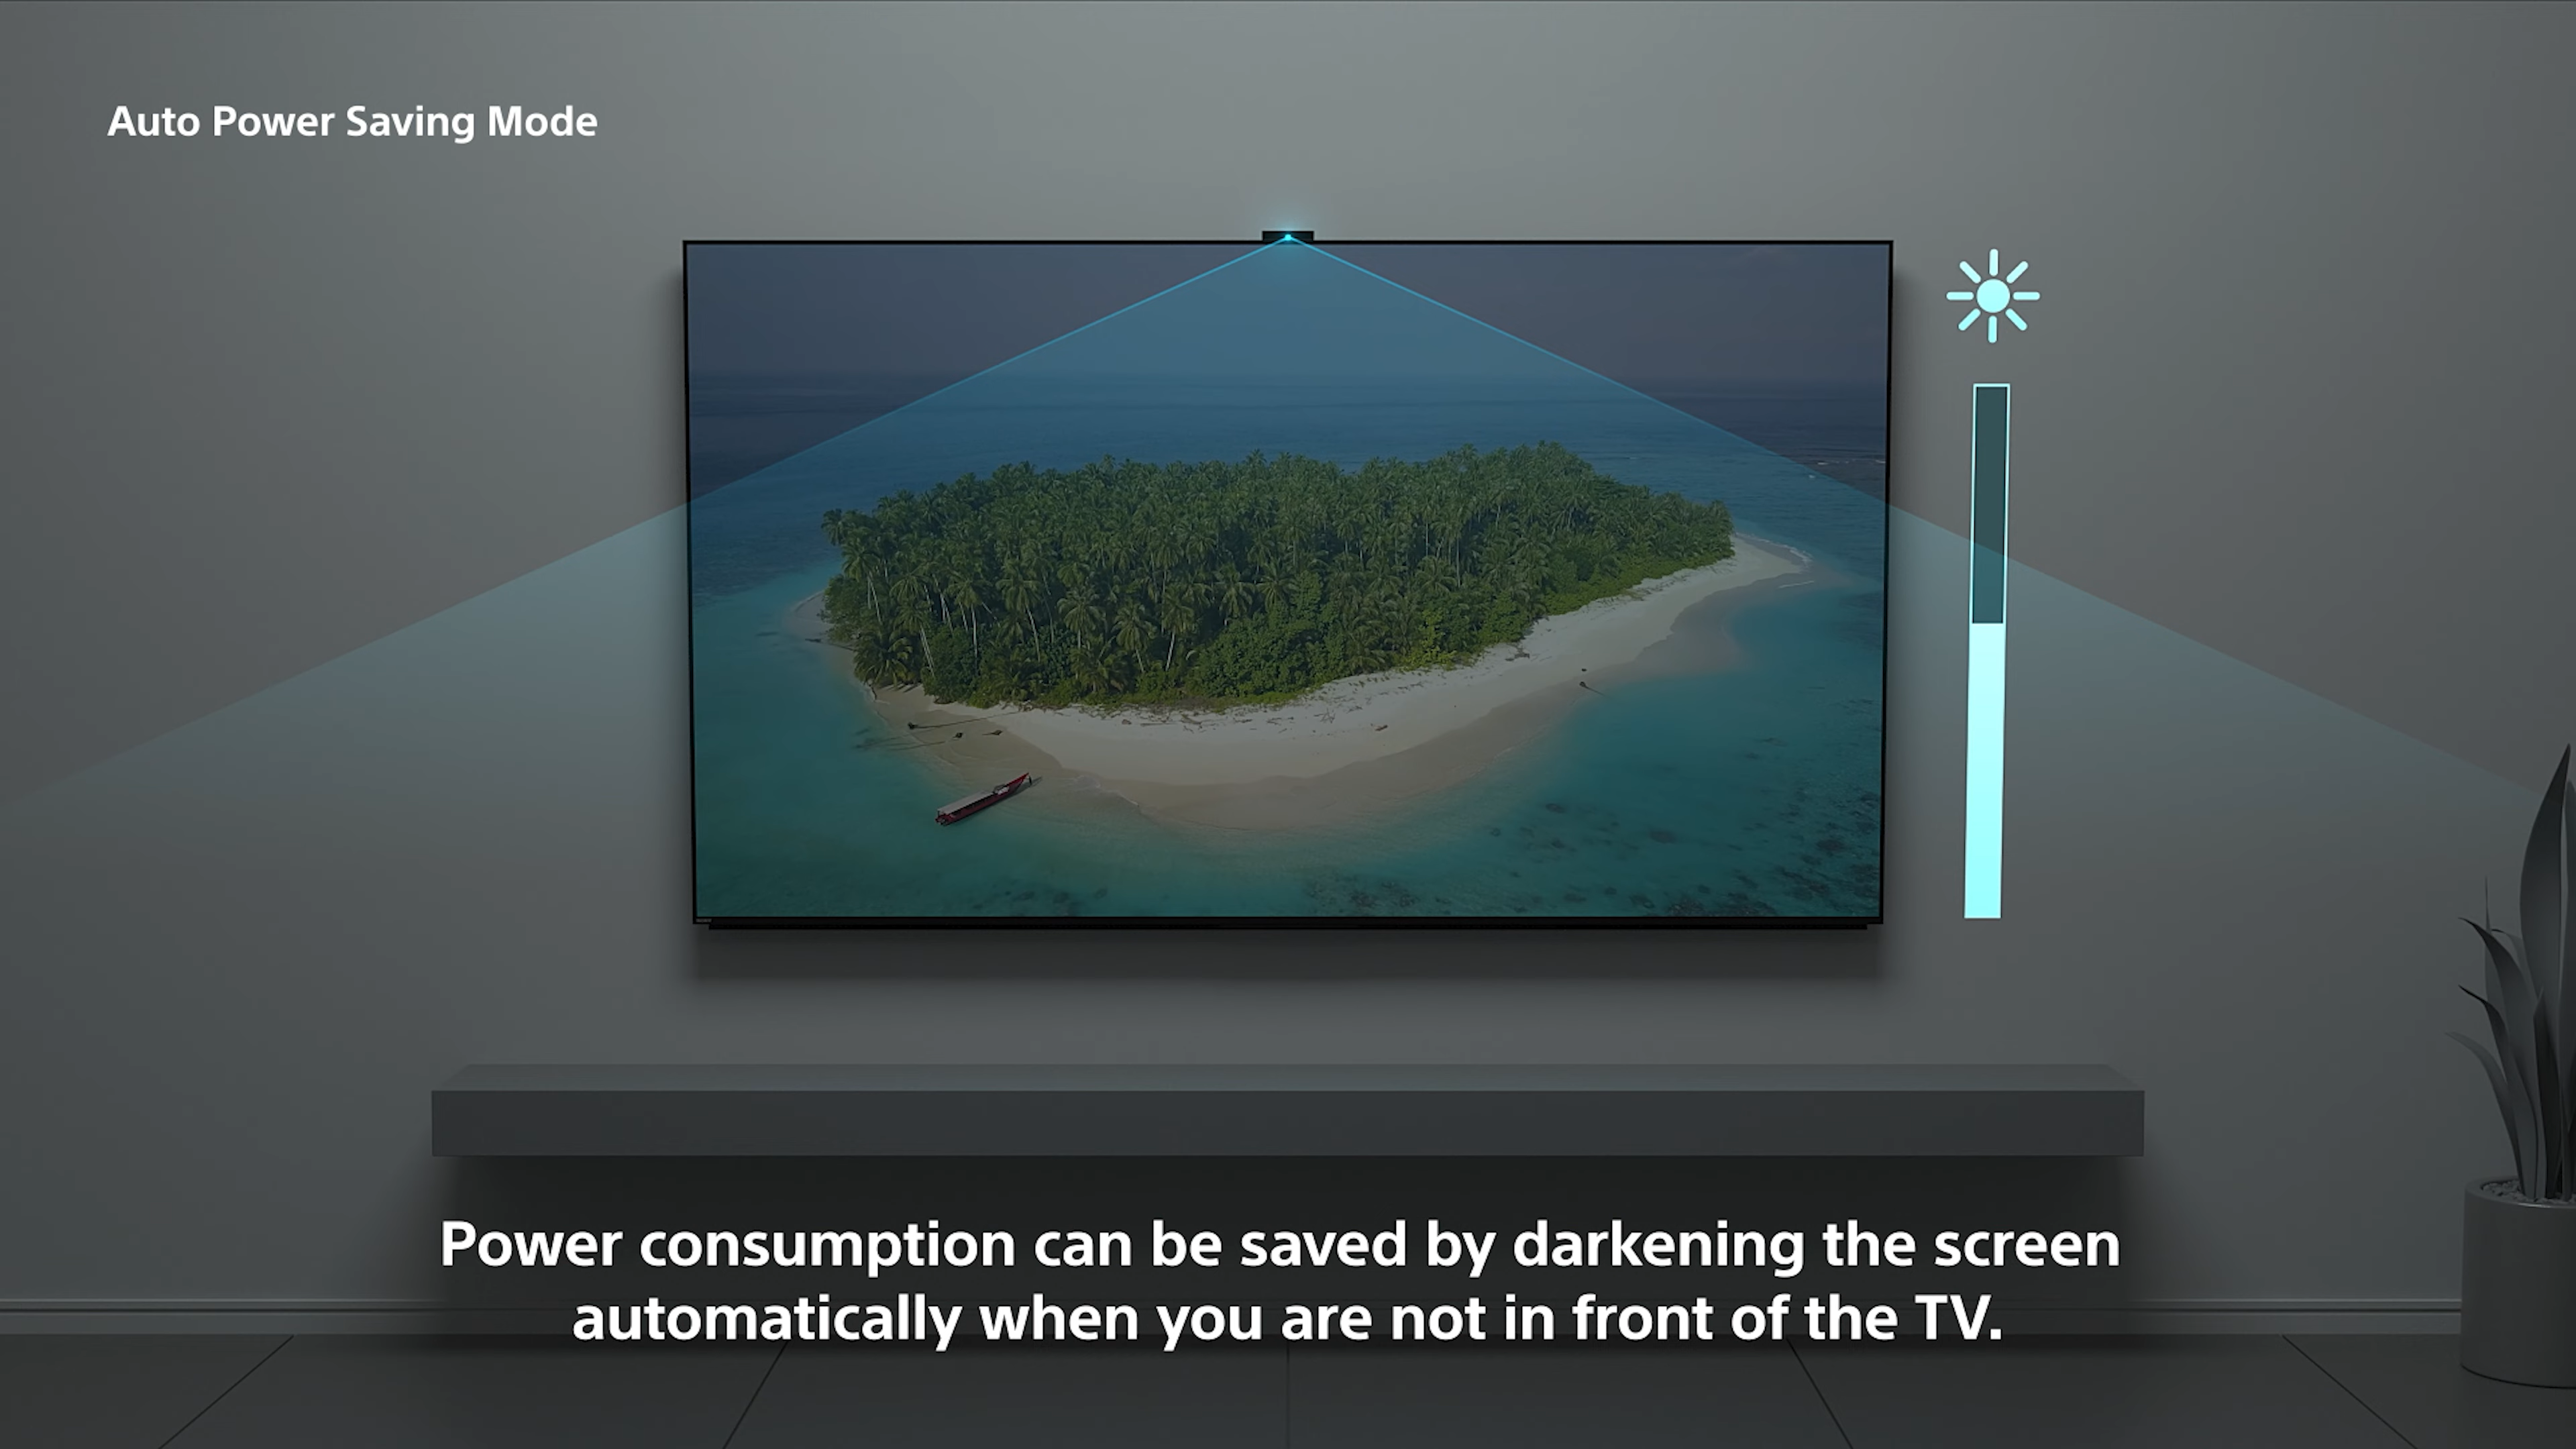 Auto Power Saving Mode
Power consumption can be saved by darkening the screen
automatically when you are not in front of the TV.